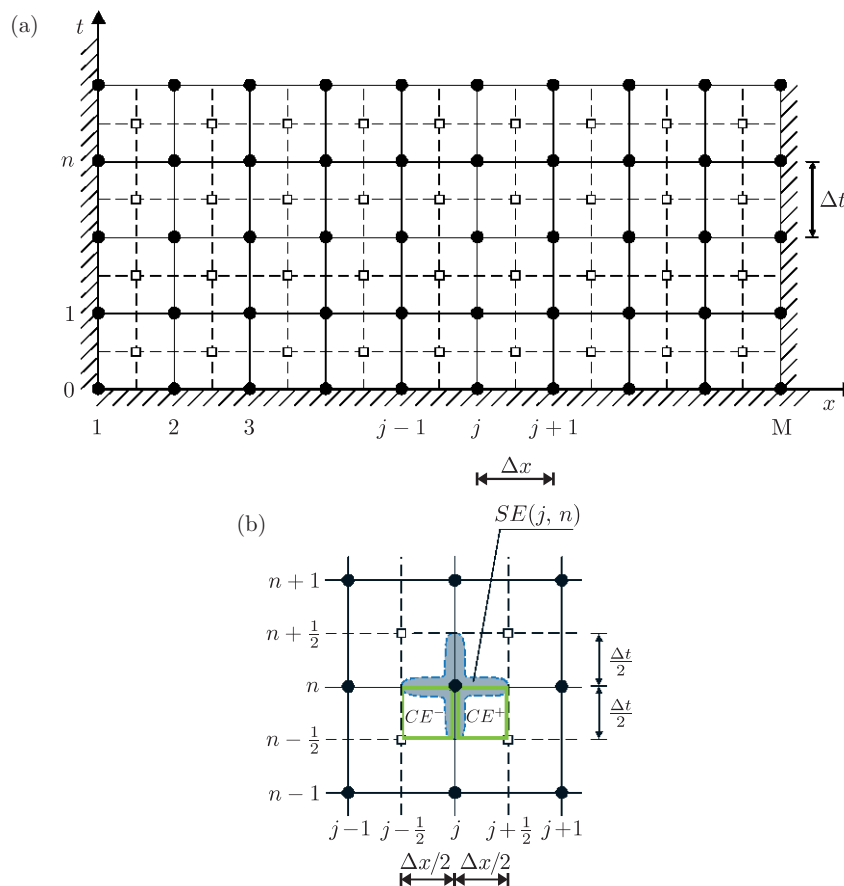 (a)
t
n
Δt
1
0
x
1 2 3 j − 1 j j + 1 M
Δx
(b)
SE(j, n)
n + 1
n + 1/2
Δt/2
n
CE⁻ CE⁺
Δt/2
n − 1/2
n − 1
j−1 j−1/2 j j+1/2 j+1
Δx/2 Δx/2